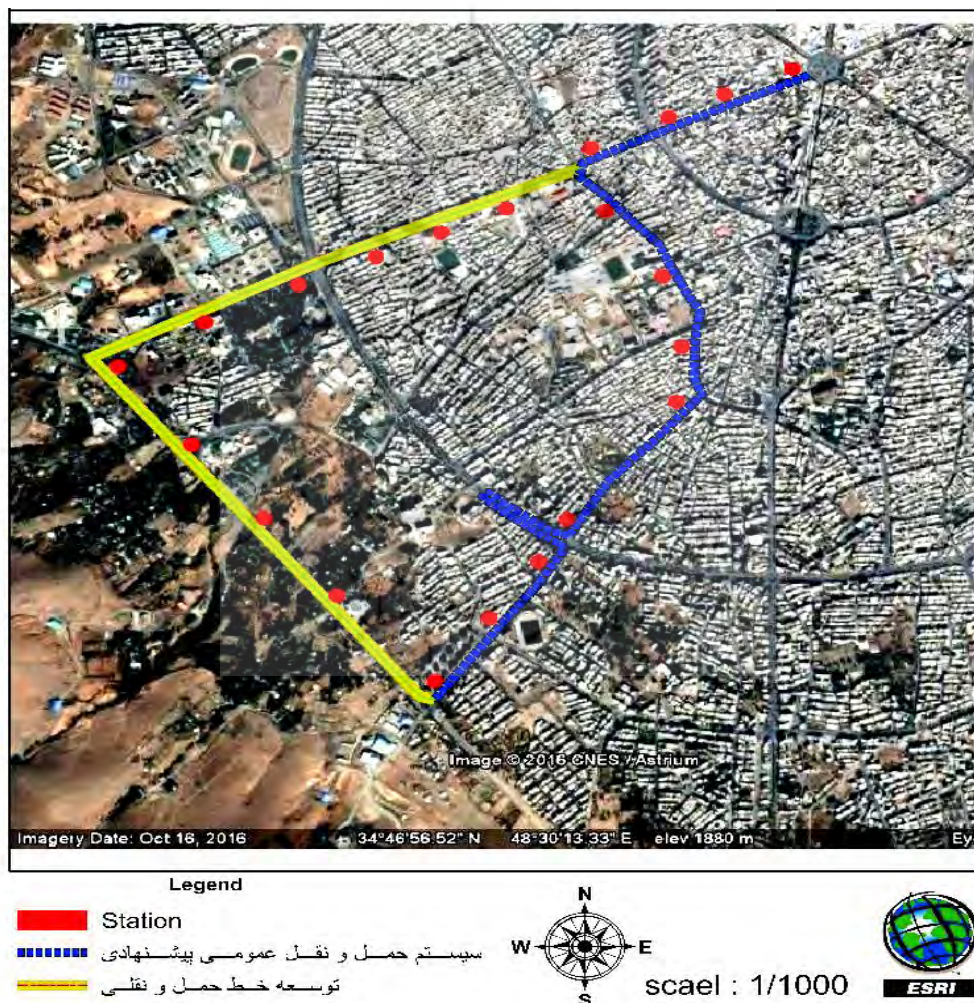 Image © 2016 CNES / Astrium
Imagery Date: Oct 16, 2016 34°46'56.52" N 48°30'13.33" E elev 1880 m Ey
Legend
Station
سیستم حمل و نقل عمومی پیشنهادی
توسعه خط حمل و نقلی
N
W E
S
scael : 1/1000
ESRI